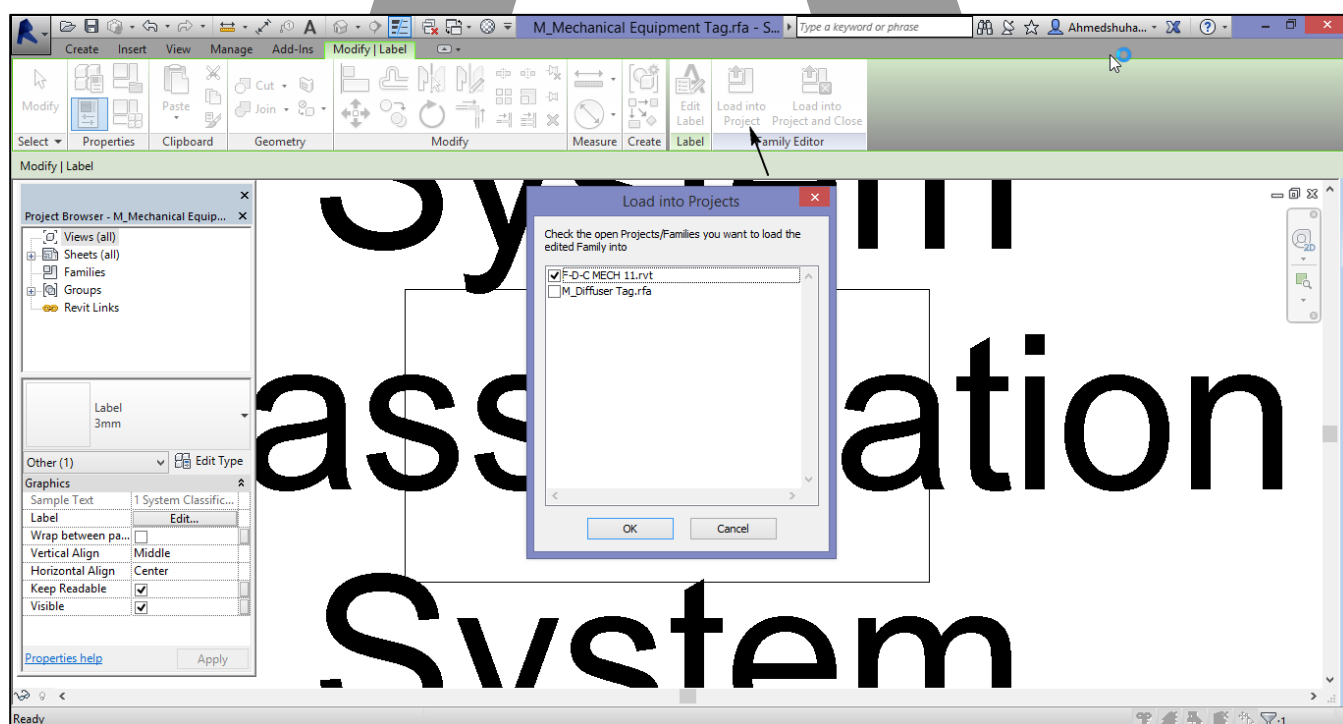 M_Mechanical Equipment Tag.rfa - S...
Type a keyword or phrase
Ahmedshuha...
Create Insert View Manage Add-Ins Modify | Label
Modify
Paste
Cut
Join
Edit Label
Load into Project
Load into Project and Close
Select Properties Clipboard Geometry Modify Measure Create Label Family Editor
Modify | Label
Project Browser - M_Mechanical Equip...
Views (all)
Sheets (all)
Families
Groups
Revit Links
Label
3mm
Other (1)
Edit Type
Graphics
Sample Text 1 System Classific...
Label Edit...
Wrap between pa...
Vertical Align Middle
Horizontal Align Center
Keep Readable
Visible
Properties help
Apply
System
ass ation
System
Load into Projects
Check the open Projects/Families you want to load the
edited Family into
F-D-C MECH 11.rvt
M_Diffuser Tag.rfa
OK
Cancel
2D
Ready
:1